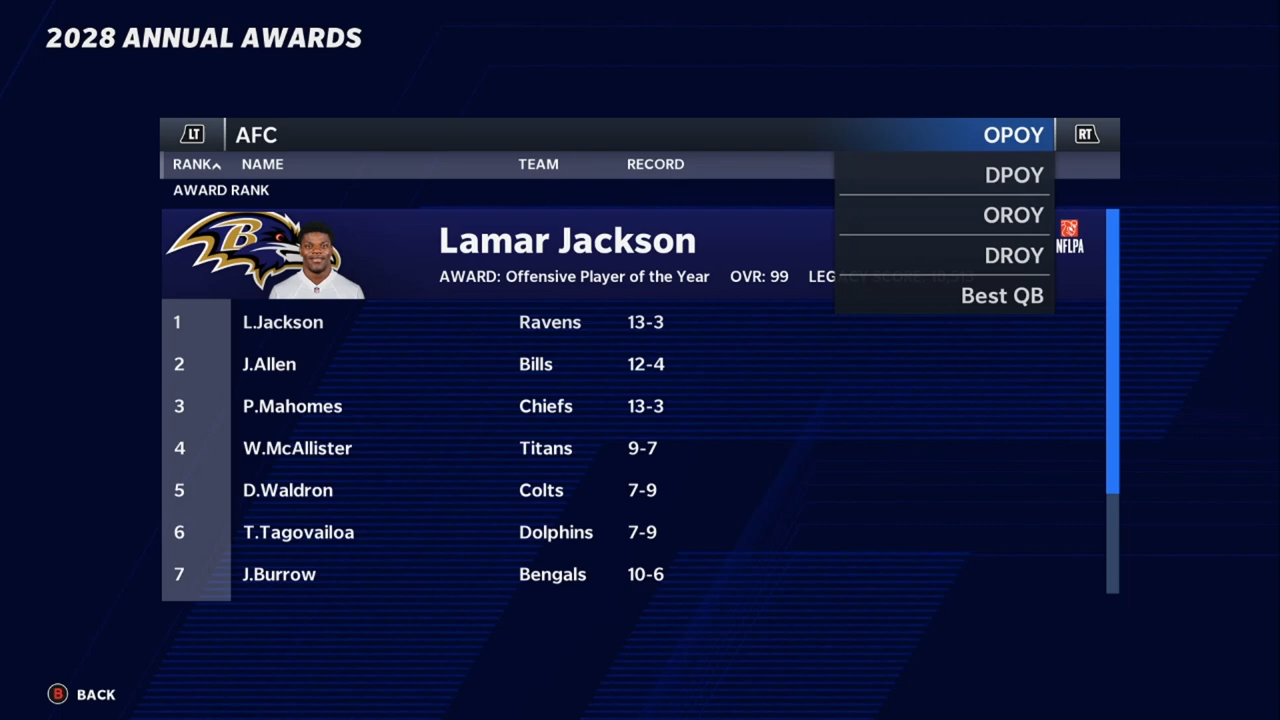 2028 ANNUAL AWARDS
LT AFC OPOY RT
RANK NAME TEAM RECORD DPOY
AWARD RANK
OROY
DROY
Best QB
B
NFLPA
Lamar Jackson
AWARD: Offensive Player of the Year OVR: 99 LEGACY SCORE:
1 L.Jackson Ravens 13-3
2 J.Allen Bills 12-4
3 P.Mahomes Chiefs 13-3
4 W.McAllister Titans 9-7
5 D.Waldron Colts 7-9
6 T.Tagovailoa Dolphins 7-9
7 J.Burrow Bengals 10-6
B BACK